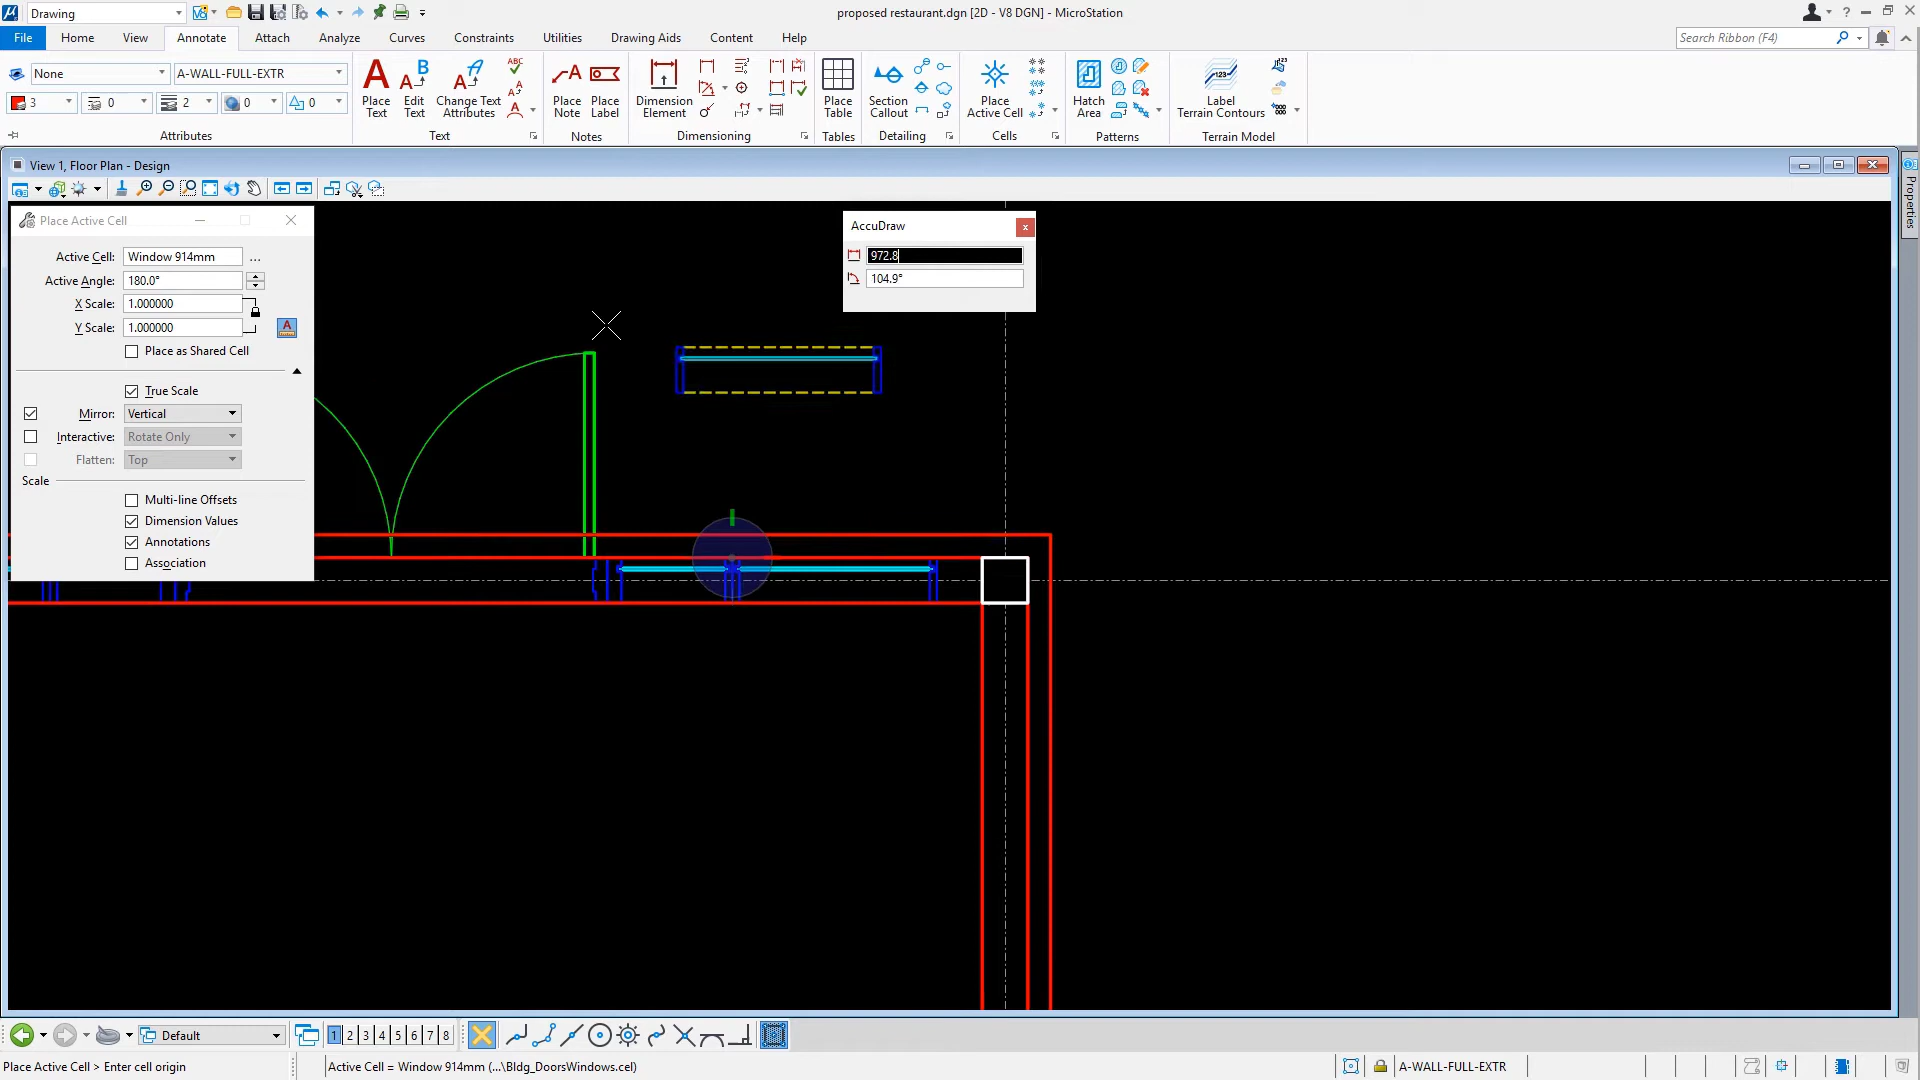 Drawing
proposed restaurant.dgn [2D - V8 DGN] - MicroStation
File
Home
View
Annotate
Attach
Analyze
Curves
Constraints
Utilities
Drawing Aids
Content
Help
Search Ribbon (F4)
None
A-WALL-FULL-EXTR
3
0
2
0
0
Attributes
Place
Text
Edit
Text
Change Text
Attributes
Text
Place
Note
Place
Label
Notes
Dimension
Element
Dimensioning
Place
Table
Tables
Section
Callout
Detailing
Place
Active Cell
Cells
Hatch
Area
Patterns
Label
Terrain Contours
Terrain Model
View 1, Floor Plan - Design
Properties
Place Active Cell
Active Cell: Window 914mm ...
Active Angle: 180.0°
X Scale: 1.000000
Y Scale: 1.000000
Place as Shared Cell
True Scale
Mirror: Vertical
Interactive: Rotate Only
Flatten: Top
Scale
Multi-line Offsets
Dimension Values
Annotations
Association
AccuDraw
972.8
104.9°
Default
1 2 3 4 5 6 7 8
Place Active Cell > Enter cell origin
Active Cell = Window 914mm (...\Bldg_DoorsWindows.cel)
A-WALL-FULL-EXTR